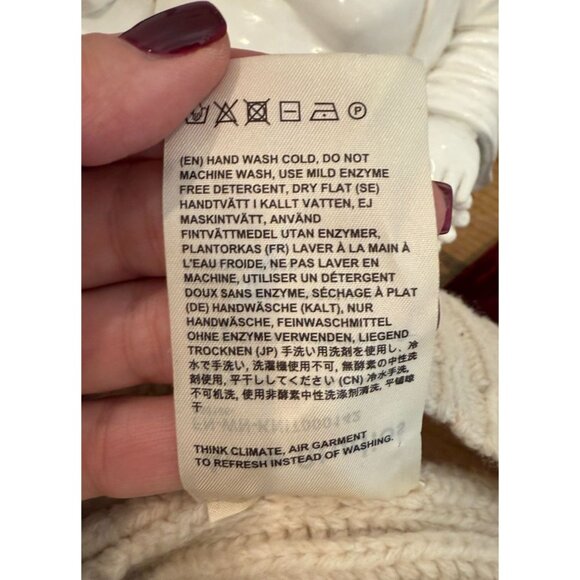 (EN) HAND WASH COLD, DO NOT
MACHINE WASH, USE MILD ENZYME
FREE DETERGENT, DRY FLAT (SE)
HANDTVÄTT I KALLT VATTEN, EJ
MASKINTVÄTT, ANVÄND
FINTVÄTTMEDEL UTAN ENZYMER,
PLANTORKAS (FR) LAVER À LA MAIN À
L'EAU FROIDE, NE PAS LAVER EN
MACHINE, UTILISER UN DÉTERGENT
DOUX SANS ENZYME, SÉCHAGE À PLAT
(DE) HANDWÄSCHE (KALT), NUR
HANDWÄSCHE, FEINWASCHMITTEL
OHNE ENZYME VERWENDEN, LIEGEND
TROCKNEN (JP) 手洗い用洗剤を使用し、冷
水で手洗い, 洗濯機使用不可, 無酵素の中性洗
剤使用, 平干ししてください (CN) 冷水手洗,
不可机洗, 使用非酵素中性洗涤剂清洗, 平铺晾
干
FN-WN-KNIT000142
THINK CLIMATE, AIR GARMENT
TO REFRESH INSTEAD OF WASHING.